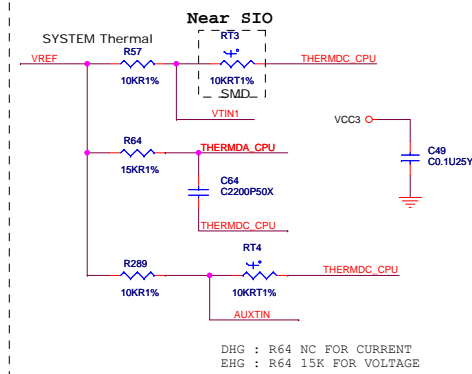 Near SIO
SYSTEM Thermal
VREF
R57
10KR1%
RT3
10KRT1%
SMD
THERMDC_CPU
VTIN1
R64
15KR1%
THERMDA_CPU
C64
C2200P50X
THERMDC_CPU
VCC3
C49
C0.1U25Y
R289
10KR1%
RT4
10KRT1%
THERMDC_CPU
AUXTIN
DHG : R64 NC FOR CURRENT
EHG : R64 15K FOR VOLTAGE